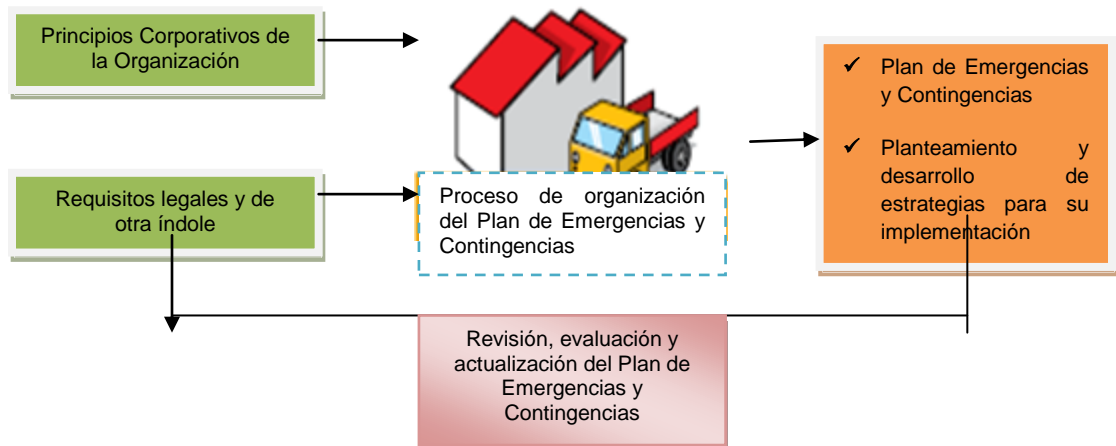 Principios Corporativos de
la Organización
Requisitos legales y de
otra índole
Proceso de organización
del Plan de Emergencias y
Contingencias
✓ Plan de Emergencias
y Contingencias
✓ Planteamiento y
desarrollo de
estrategias para su
implementación
Revisión, evaluación y
actualización del Plan de
Emergencias y
Contingencias